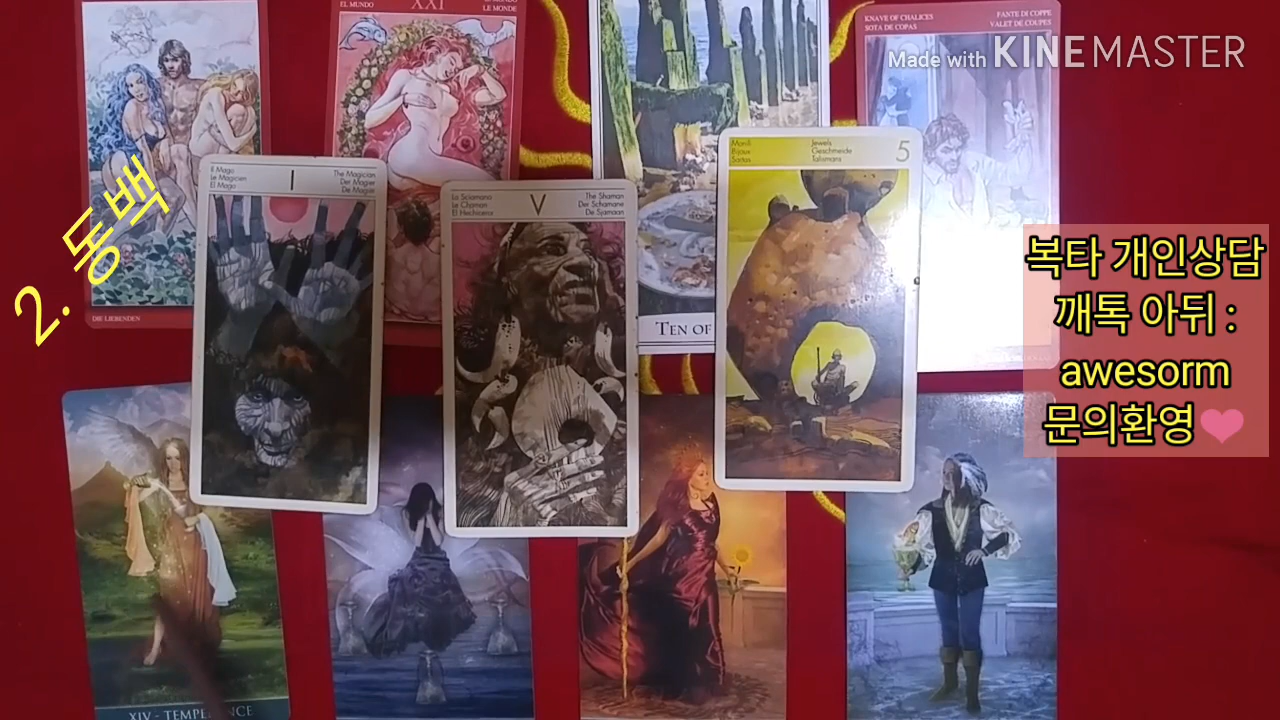 EL MUNDO
XXI
LE MONDE
KNAVE OF CHALICES
SOTA DE COPAS
FANTE DI COPPE
VALET DE COUPES
Made with KINEMASTER
Il Mago
Le Magicien
El Mago
I
The Magician
Der Magier
De Magiër
Lo Sciamano
Le Chaman
El Hechicero
V
The Shaman
Der Schamane
De Sjamaan
Monili
Bijoux
Sortas
Jewels
Geschmeide
Talismans
5
2. 동백
복타 개인상담
깨톡 아뒤 :
awesorm
문의환영
DIE LIEBENDEN
TEN OF
XIV - TEMPERANCE